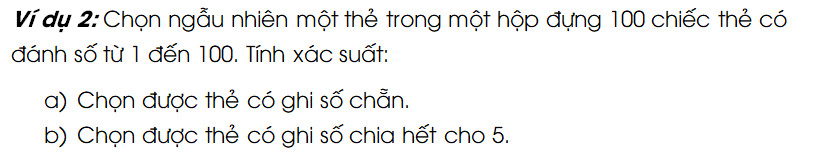 Ví dụ 2: Chọn ngẫu nhiên một thẻ trong một hộp đựng 100 chiếc thẻ có
đánh số từ 1 đến 100. Tính xác suất:
a) Chọn được thẻ có ghi số chẵn.
b) Chọn được thẻ có ghi số chia hết cho 5.